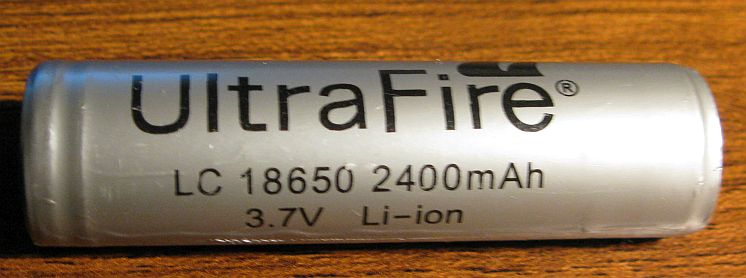 UltraFire®
LC 18650 2400mAh
3.7V Li-ion